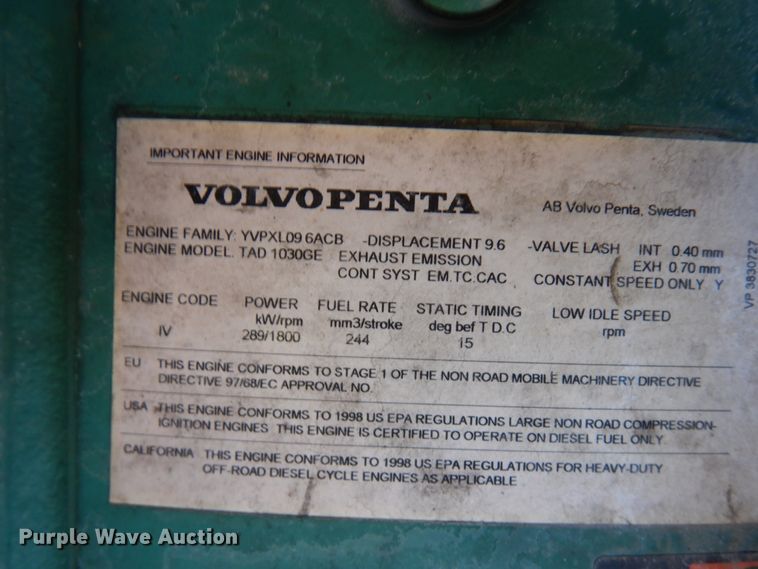 IMPORTANT ENGINE INFORMATION
VOLVO PENTA AB Volvo Penta, Sweden
ENGINE FAMILY: YVPXL09 6ACB -DISPLACEMENT 9.6 -VALVE LASH INT 0.40 mm
ENGINE MODEL. TAD 1030GE EXHAUST EMISSION EXH 0.70 mm
CONT SYST EM.TC.CAC CONSTANT SPEED ONLY Y
ENGINE CODE POWER FUEL RATE STATIC TIMING LOW IDLE SPEED
kW/rpm mm3/stroke deg bef T D.C rpm
IV 289/1800 244 15
EU THIS ENGINE CONFORMS TO STAGE 1 OF THE NON ROAD MOBILE MACHINERY DIRECTIVE
DIRECTIVE 97/68/EC APPROVAL NO.
USA THIS ENGINE CONFORMS TO 1998 US EPA REGULATIONS LARGE NON ROAD COMPRESSION-
IGNITION ENGINES THIS ENGINE IS CERTIFIED TO OPERATE ON DIESEL FUEL ONLY
CALIFORNIA THIS ENGINE CONFORMS TO 1998 US EPA REGULATIONS FOR HEAVY-DUTY
OFF-ROAD DIESEL CYCLE ENGINES AS APPLICABLE
VP 3830727
Purple Wave Auction